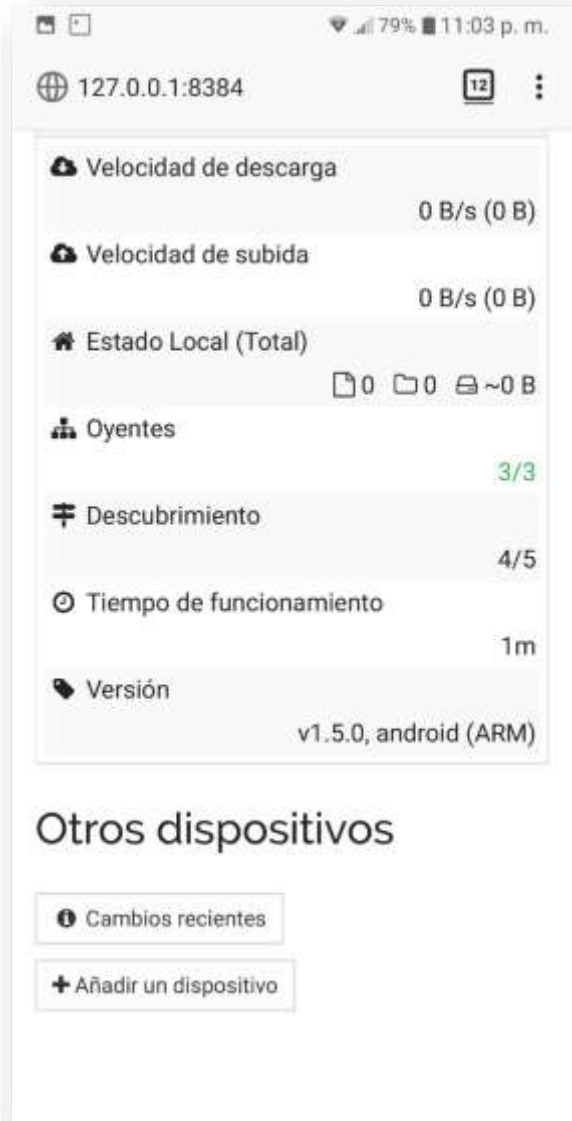 79% 11:03 p. m.
127.0.0.1:8384
12
Velocidad de descarga
0 B/s (0 B)
Velocidad de subida
0 B/s (0 B)
Estado Local (Total)
0 0 ~0 B
Oyentes
3/3
Descubrimiento
4/5
Tiempo de funcionamiento
1m
Versión
v1.5.0, android (ARM)
Otros dispositivos
Cambios recientes
+ Añadir un dispositivo